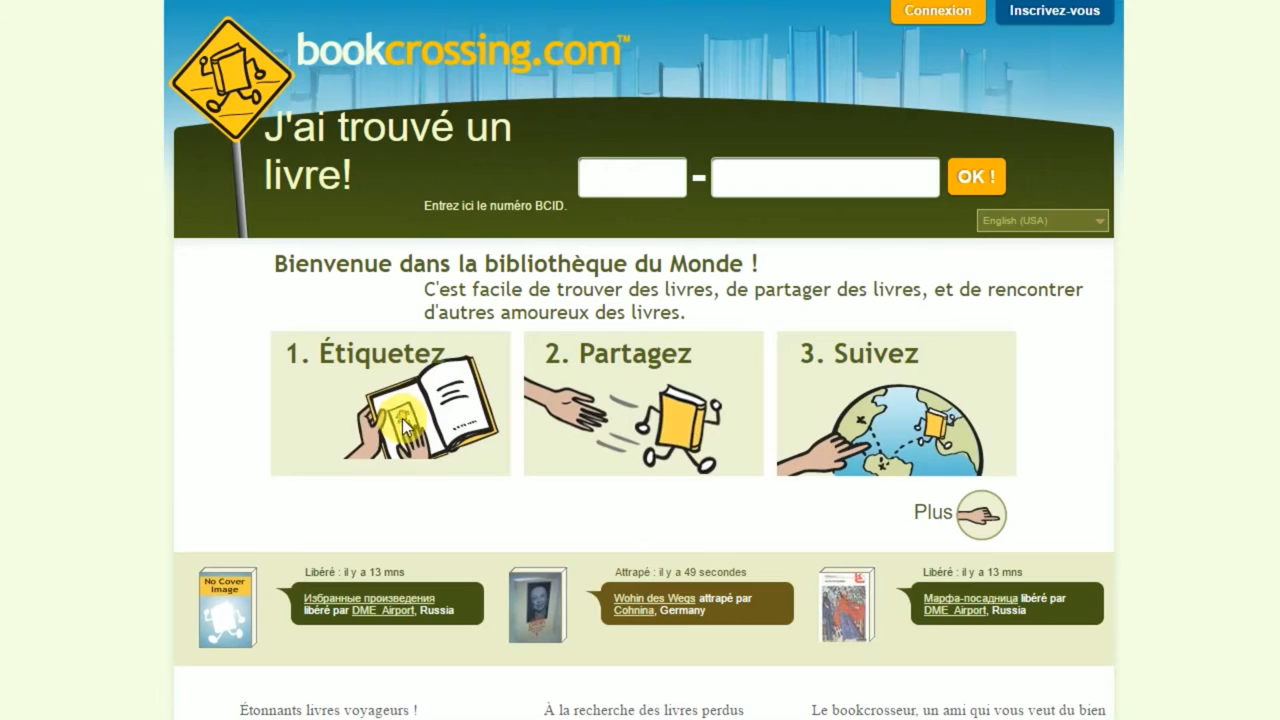 Connexion
Inscrivez-vous
bookcrossing.com™
J'ai trouvé un
livre!
-
OK !
Entrez ici le numéro BCID.
English (USA)
Bienvenue dans la bibliothèque du Monde !
C'est facile de trouver des livres, de partager des livres, et de rencontrer
d'autres amoureux des livres.
1. Étiquetez
2. Partagez
3. Suivez
Plus
No Cover
Image
Libéré : il y a 13 mns
Избранные произведения
libéré par DME_Airport, Russia
Attrapé : il y a 49 secondes
Wohin des Wegs attrapé par
Cohnina, Germany
Libéré : il y a 13 mns
Марфа-посадница libéré par
DME_Airport, Russia
Étonnants livres voyageurs !
À la recherche des livres perdus
Le bookcrosseur, un ami qui vous veut du bien